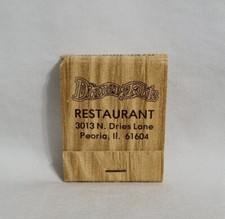 RESTAURANT
3013 N. Dries Lane
Peoria, Il. 61604